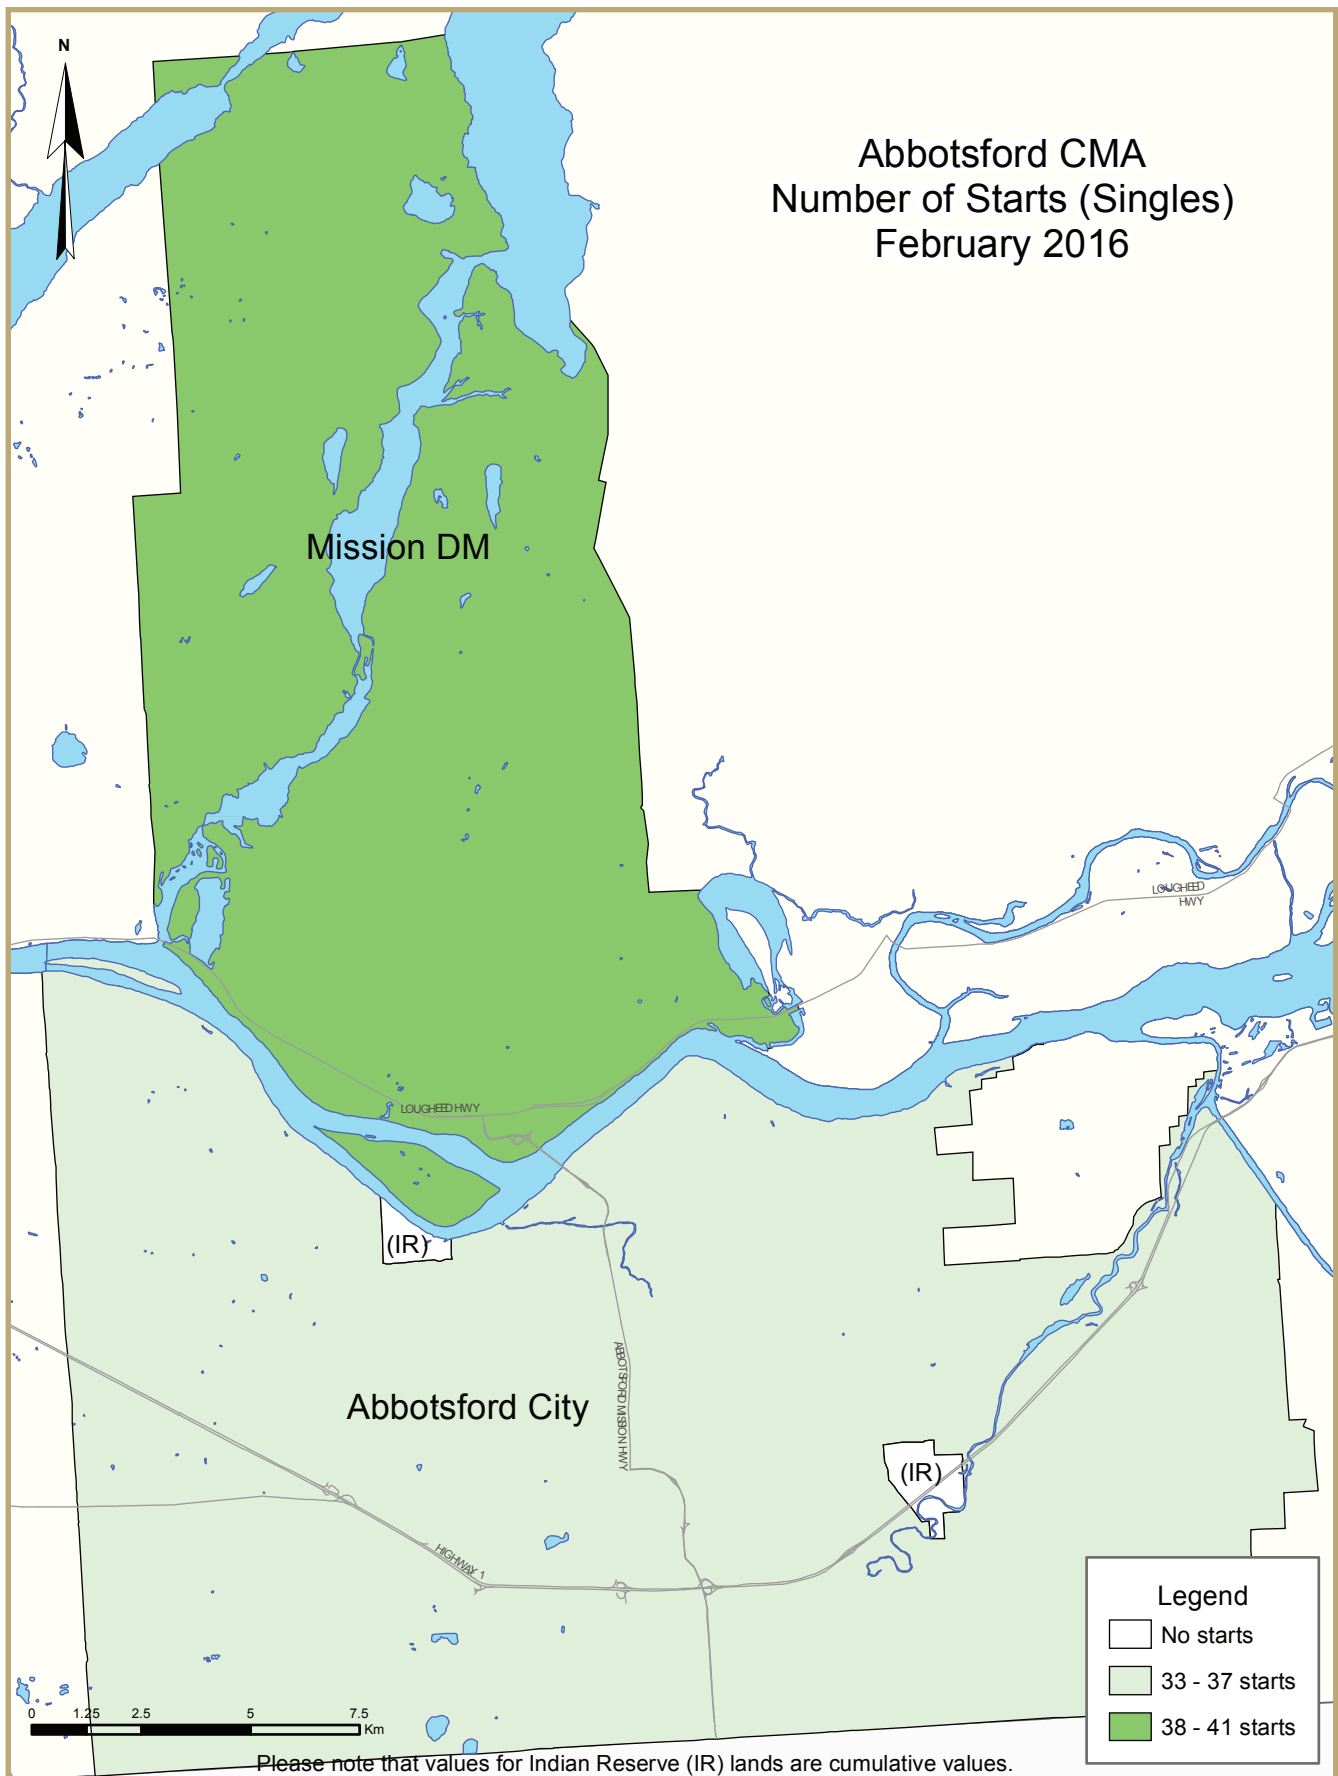 N
Abbotsford CMA
Number of Starts (Singles)
February 2016
Mission DM
LOUGHEED
HWY
LOUGHEED HWY
(IR)
ABBOTSFORD MISSION HWY
Abbotsford City
(IR)
HIGHWAY 1
Legend
No starts
33 - 37 starts
38 - 41 starts
0 1.25 2.5 5 7.5
Km
Please note that values for Indian Reserve (IR) lands are cumulative values.